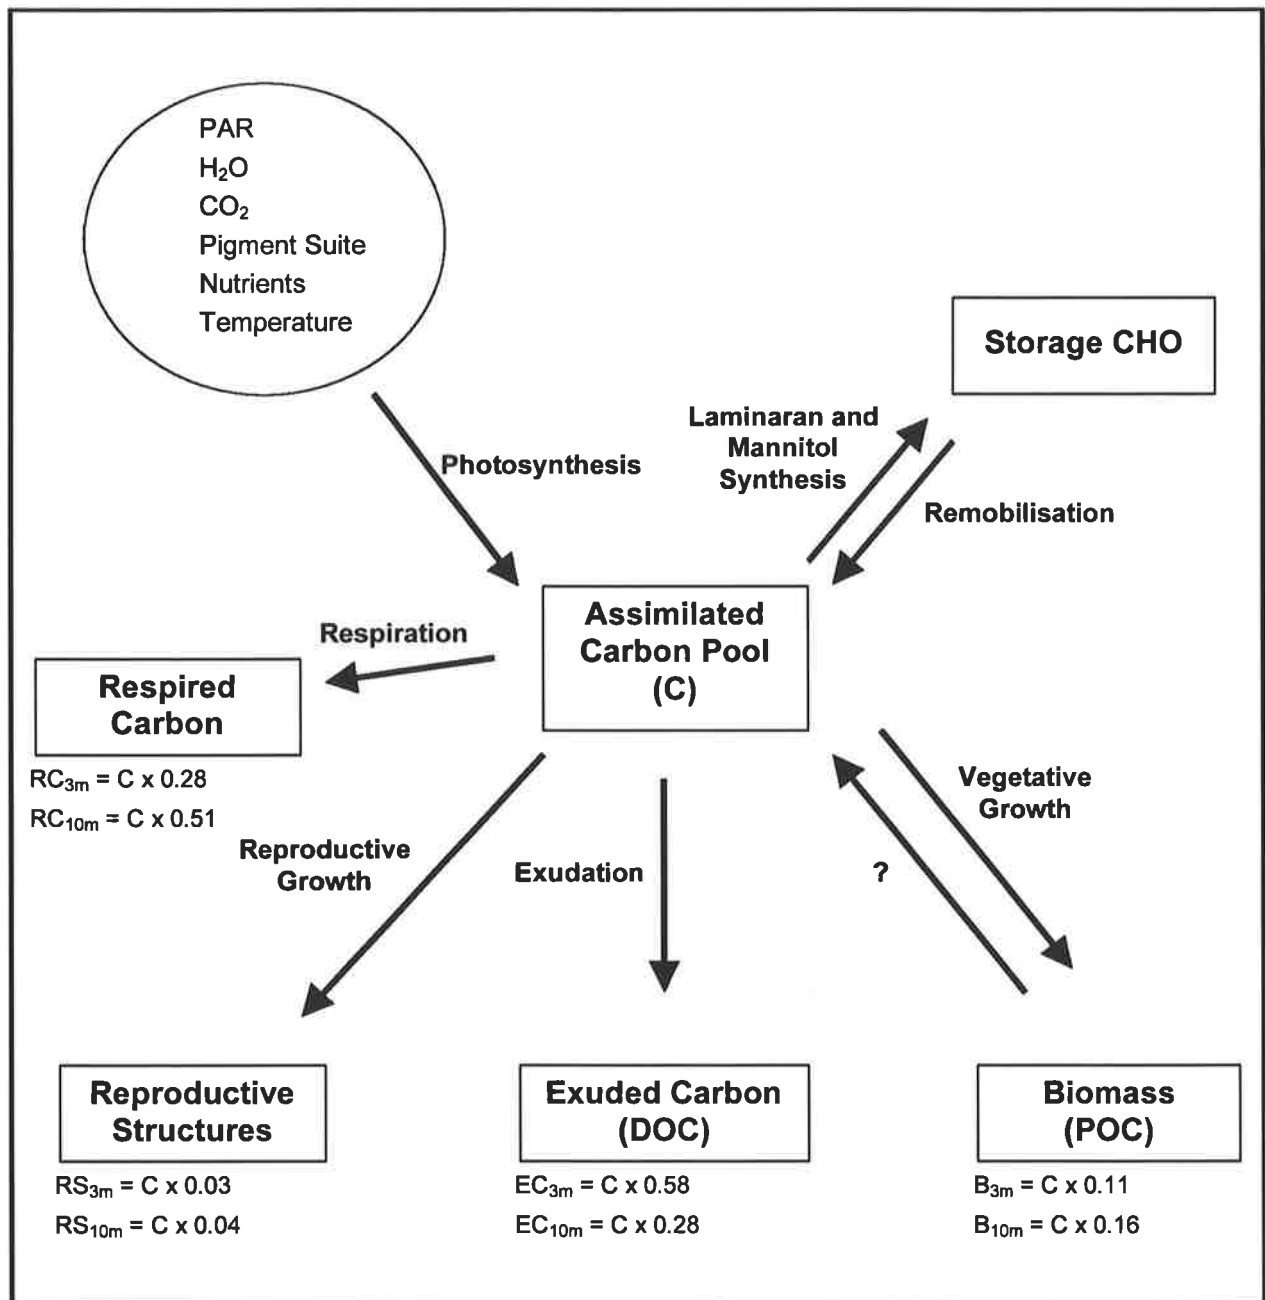 PAR
H₂O
CO₂
Pigment Suite
Nutrients
Temperature
Storage CHO
Laminaran and
Mannitol
Synthesis
Photosynthesis
Remobilisation
Assimilated
Carbon Pool
(C)
Respiration
Respired
Carbon
RC₃ₘ = C x 0.28
RC₁₀ₘ = C x 0.51
Vegetative
Growth
Reproductive
Growth
Exudation
?
Reproductive
Structures
RS₃ₘ = C x 0.03
RS₁₀ₘ = C x 0.04
Exuded Carbon
(DOC)
EC₃ₘ = C x 0.58
EC₁₀ₘ = C x 0.28
Biomass
(POC)
B₃ₘ = C x 0.11
B₁₀ₘ = C x 0.16